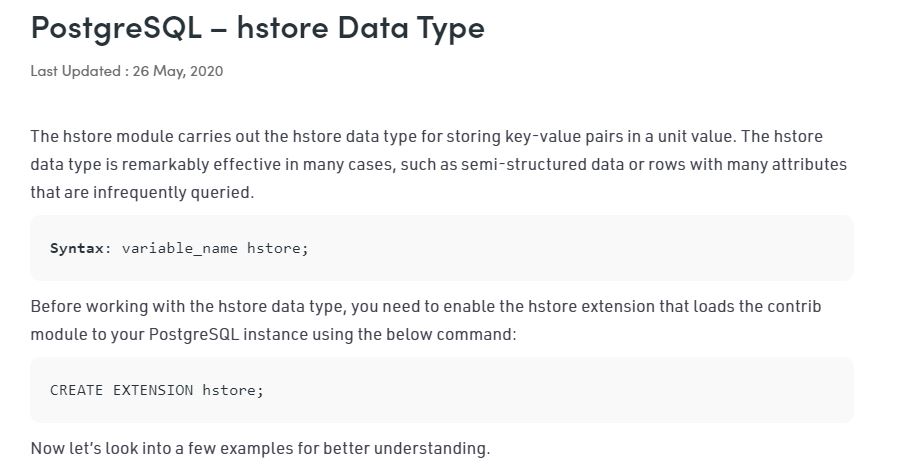 PostgreSQL – hstore Data Type
Last Updated : 26 May, 2020
The hstore module carries out the hstore data type for storing key-value pairs in a unit value. The hstore
data type is remarkably effective in many cases, such as semi-structured data or rows with many attributes
that are infrequently queried.
Syntax: variable_name hstore;
Before working with the hstore data type, you need to enable the hstore extension that loads the contrib
module to your PostgreSQL instance using the below command:
CREATE EXTENSION hstore;
Now let’s look into a few examples for better understanding.